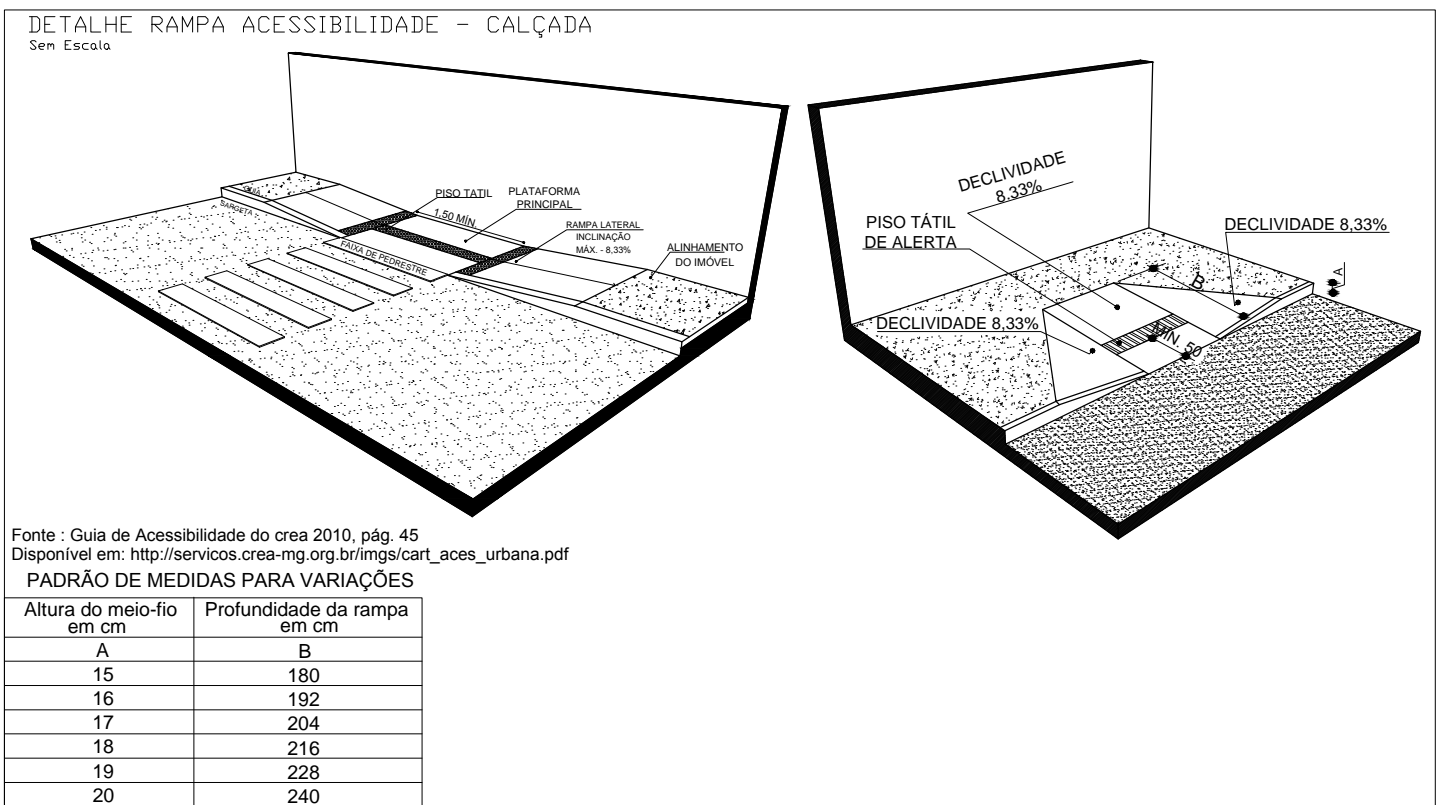 DETALHE RAMPA ACESSIBILIDADE - CALÇADA
Sem Escala
GUIA
SARGETA
PISO TATIL
1,50 MÍN
PLATAFORMA
PRINCIPAL
RAMPA LATERAL
INCLINAÇÃO
MÁX. - 8,33%
FAIXA DE PEDRESTRE
ALINHAMENTO
DO IMÓVEL
DECLIVIDADE
8.33%
PISO TÁTIL
DE ALERTA
DECLIVIDADE 8,33%
A
B
DECLIVIDADE 8,33%
MIN 50
Fonte : Guia de Acessibilidade do crea 2010, pág. 45
Disponível em: http://servicos.crea-mg.org.br/imgs/cart_aces_urbana.pdf
PADRÃO DE MEDIDAS PARA VARIAÇÕES
Altura do meio-fio
em cm
Profundidade da rampa
em cm
A B
15 180
16 192
17 204
18 216
19 228
20 240